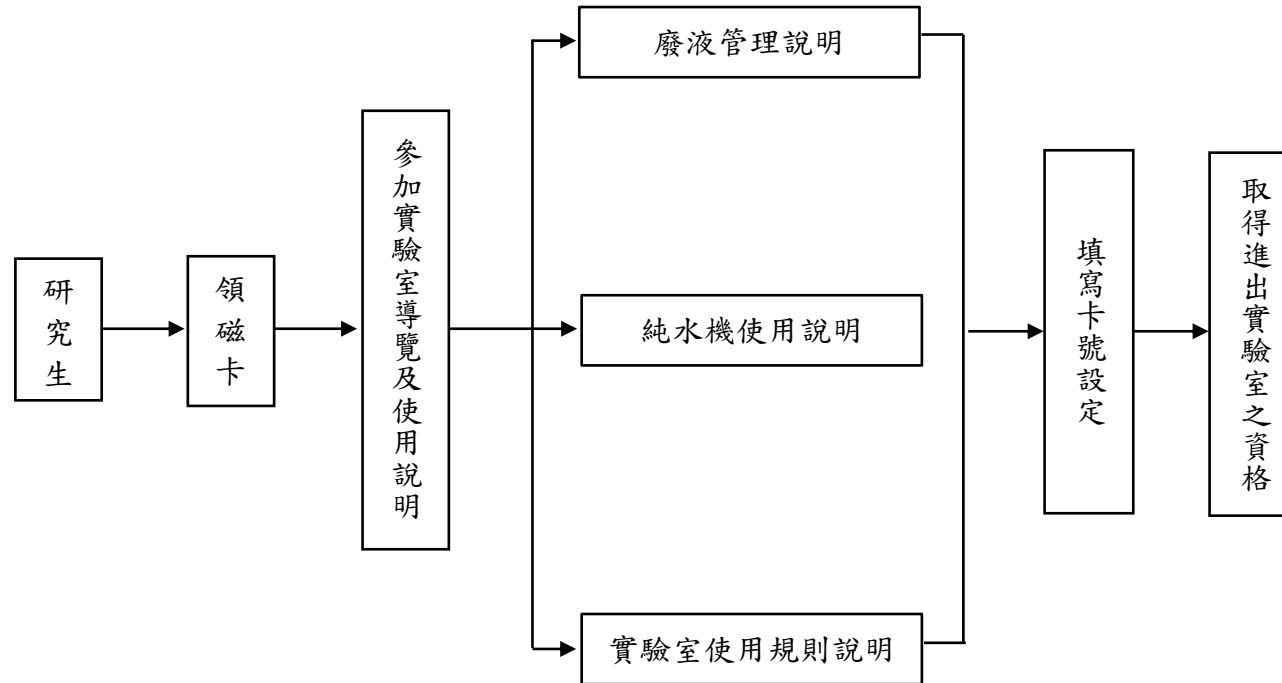 研究生
領磁卡
參加實驗室導覽及使用說明
廢液管理說明
純水機使用說明
實驗室使用規則說明
填寫卡號設定
取得進出實驗室之資格